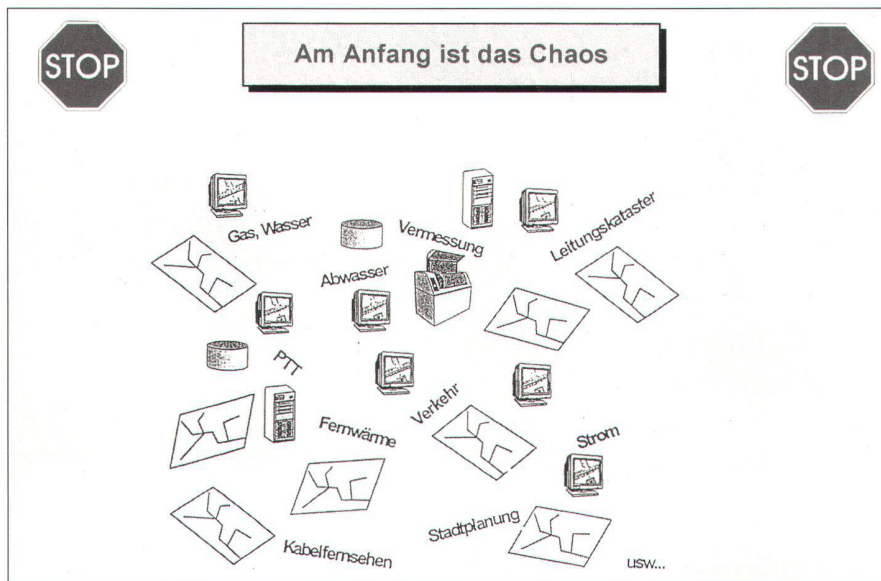 STOP
Am Anfang ist das Chaos
STOP
Gas, Wasser
Vermessung
Leitungskataster
Abwasser
PTT
Verkehr
Fernwärme
Strom
Stadtplanung
Kabelfernsehen
usw...